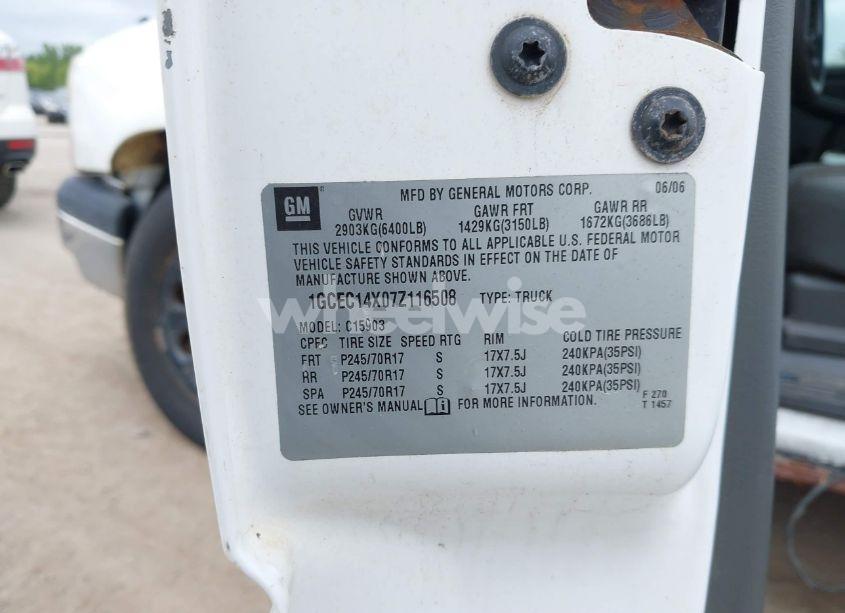 GM
MFD BY GENERAL MOTORS CORP. 06/06
GVWR GAWR FRT GAWR RR
2903KG(6400LB) 1429KG(3150LB) 1672KG(3686LB)
THIS VEHICLE CONFORMS TO ALL APPLICABLE U.S. FEDERAL MOTOR
VEHICLE SAFETY STANDARDS IN EFFECT ON THE DATE OF
MANUFACTURE SHOWN ABOVE.
1GCEC14X07Z116508 TYPE: TRUCK
wheelwise
MODEL: C15903
CPFC TIRE SIZE SPEED RTG RIM COLD TIRE PRESSURE
FRT P245/70R17 S 17X7.5J 240KPA(35PSI)
RR P245/70R17 S 17X7.5J 240KPA(35PSI)
SPA P245/70R17 S 17X7.5J 240KPA(35PSI)
SEE OWNER'S MANUAL FOR MORE INFORMATION.
F 270
T 1457